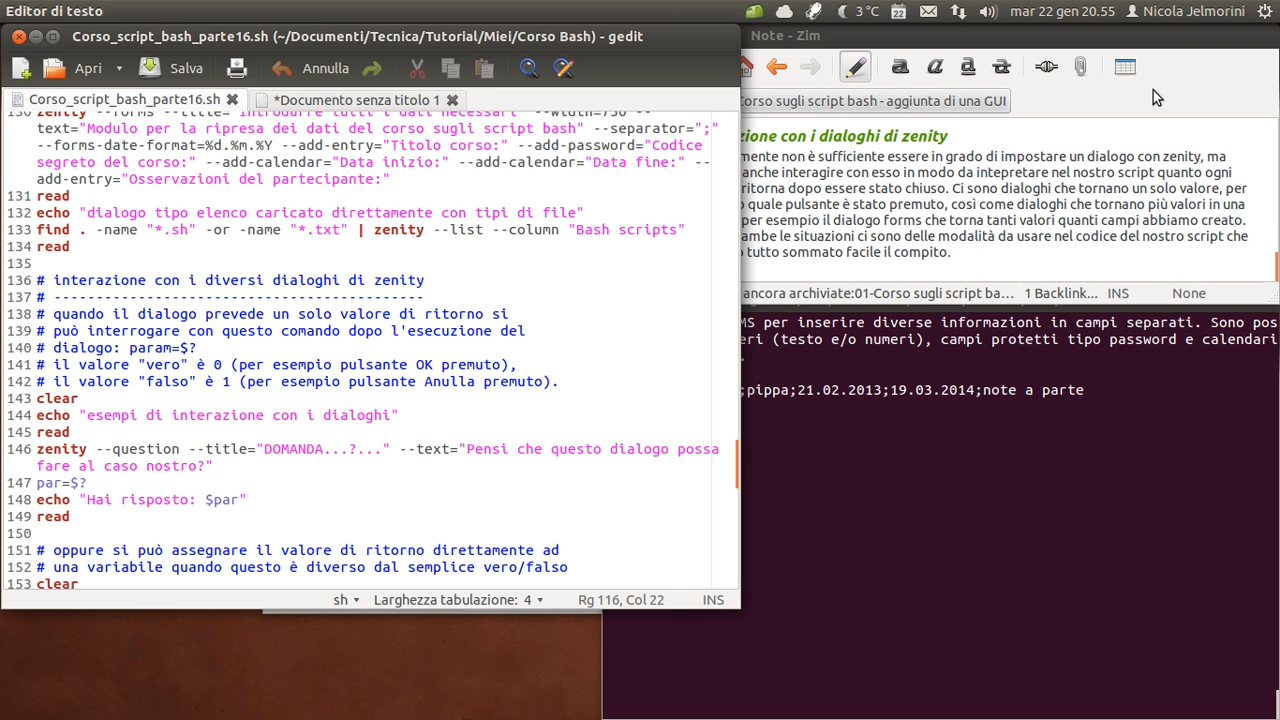 Editor di testo
3 °C
22
mar 22 gen 20.55
Nicola Jelmorini
Corso_script_bash_parte16.sh (~/Documenti/Tecnica/Tutorial/Miei/Corso Bash) - gedit
Apri
Salva
Annulla
Corso_script_bash_parte16.sh
*Documento senza titolo 1
130 zenity --forms --title="Introdurre tutti i dati necessari" --width=750 --
text="Modulo per la ripresa dei dati del corso sugli script bash" --separator=";"
--forms-date-format=%d.%m.%Y --add-entry="Titolo corso:" --add-password="Codice
segreto del corso:" --add-calendar="Data inizio:" --add-calendar="Data fine:" --
add-entry="Osservazioni del partecipante:"
131 read
132 echo "dialogo tipo elenco caricato direttamente con tipi di file"
133 find . -name "*.sh" -or -name "*.txt" | zenity --list --column "Bash scripts"
134 read
135
136 # interazione con i diversi dialoghi di zenity
137 # --------------------------------------------
138 # quando il dialogo prevede un solo valore di ritorno si
139 # può interrogare con questo comando dopo l'esecuzione del
140 # dialogo: param=$?
141 # il valore "vero" è 0 (per esempio pulsante OK premuto),
142 # il valore "falso" è 1 (per esempio pulsante Anulla premuto).
143 clear
144 echo "esempi di interazione con i dialoghi"
145 read
146 zenity --question --title="DOMANDA...?..." --text="Pensi che questo dialogo possa
fare al caso nostro?"
147 par=$?
148 echo "Hai risposto: $par"
149 read
150
151 # oppure si può assegnare il valore di ritorno direttamente ad
152 # una variabile quando questo è diverso dal semplice vero/falso
153 clear
sh
Larghezza tabulazione: 4
Rg 116, Col 22
INS
Note - Zim
Corso sugli script bash - aggiunta di una GUI
zione con i dialoghi di zenity
mente non è sufficiente essere in grado di impostare un dialogo con zenity, ma
anche interagire con esso in modo da intepretare nel nostro script quanto ogni
ritorna dopo essere stato chiuso. Ci sono dialoghi che tornano un solo valore, per
quale pulsante è stato premuto, così come dialoghi che tornano più valori in una
per esempio il dialogo forms che torna tanti valori quanti campi abbiamo creato.
ambe le situazioni ci sono delle modalità da usare nel codice del nostro script che
tutto sommato facile il compito.
ancora archiviate:01-Corso sugli script ba...
1 Backlink...
INS
None
MS per inserire diverse informazioni in campi separati. Sono pos
eri (testo e/o numeri), campi protetti tipo password e calendari
.
;pippa;21.02.2013;19.03.2014;note a parte